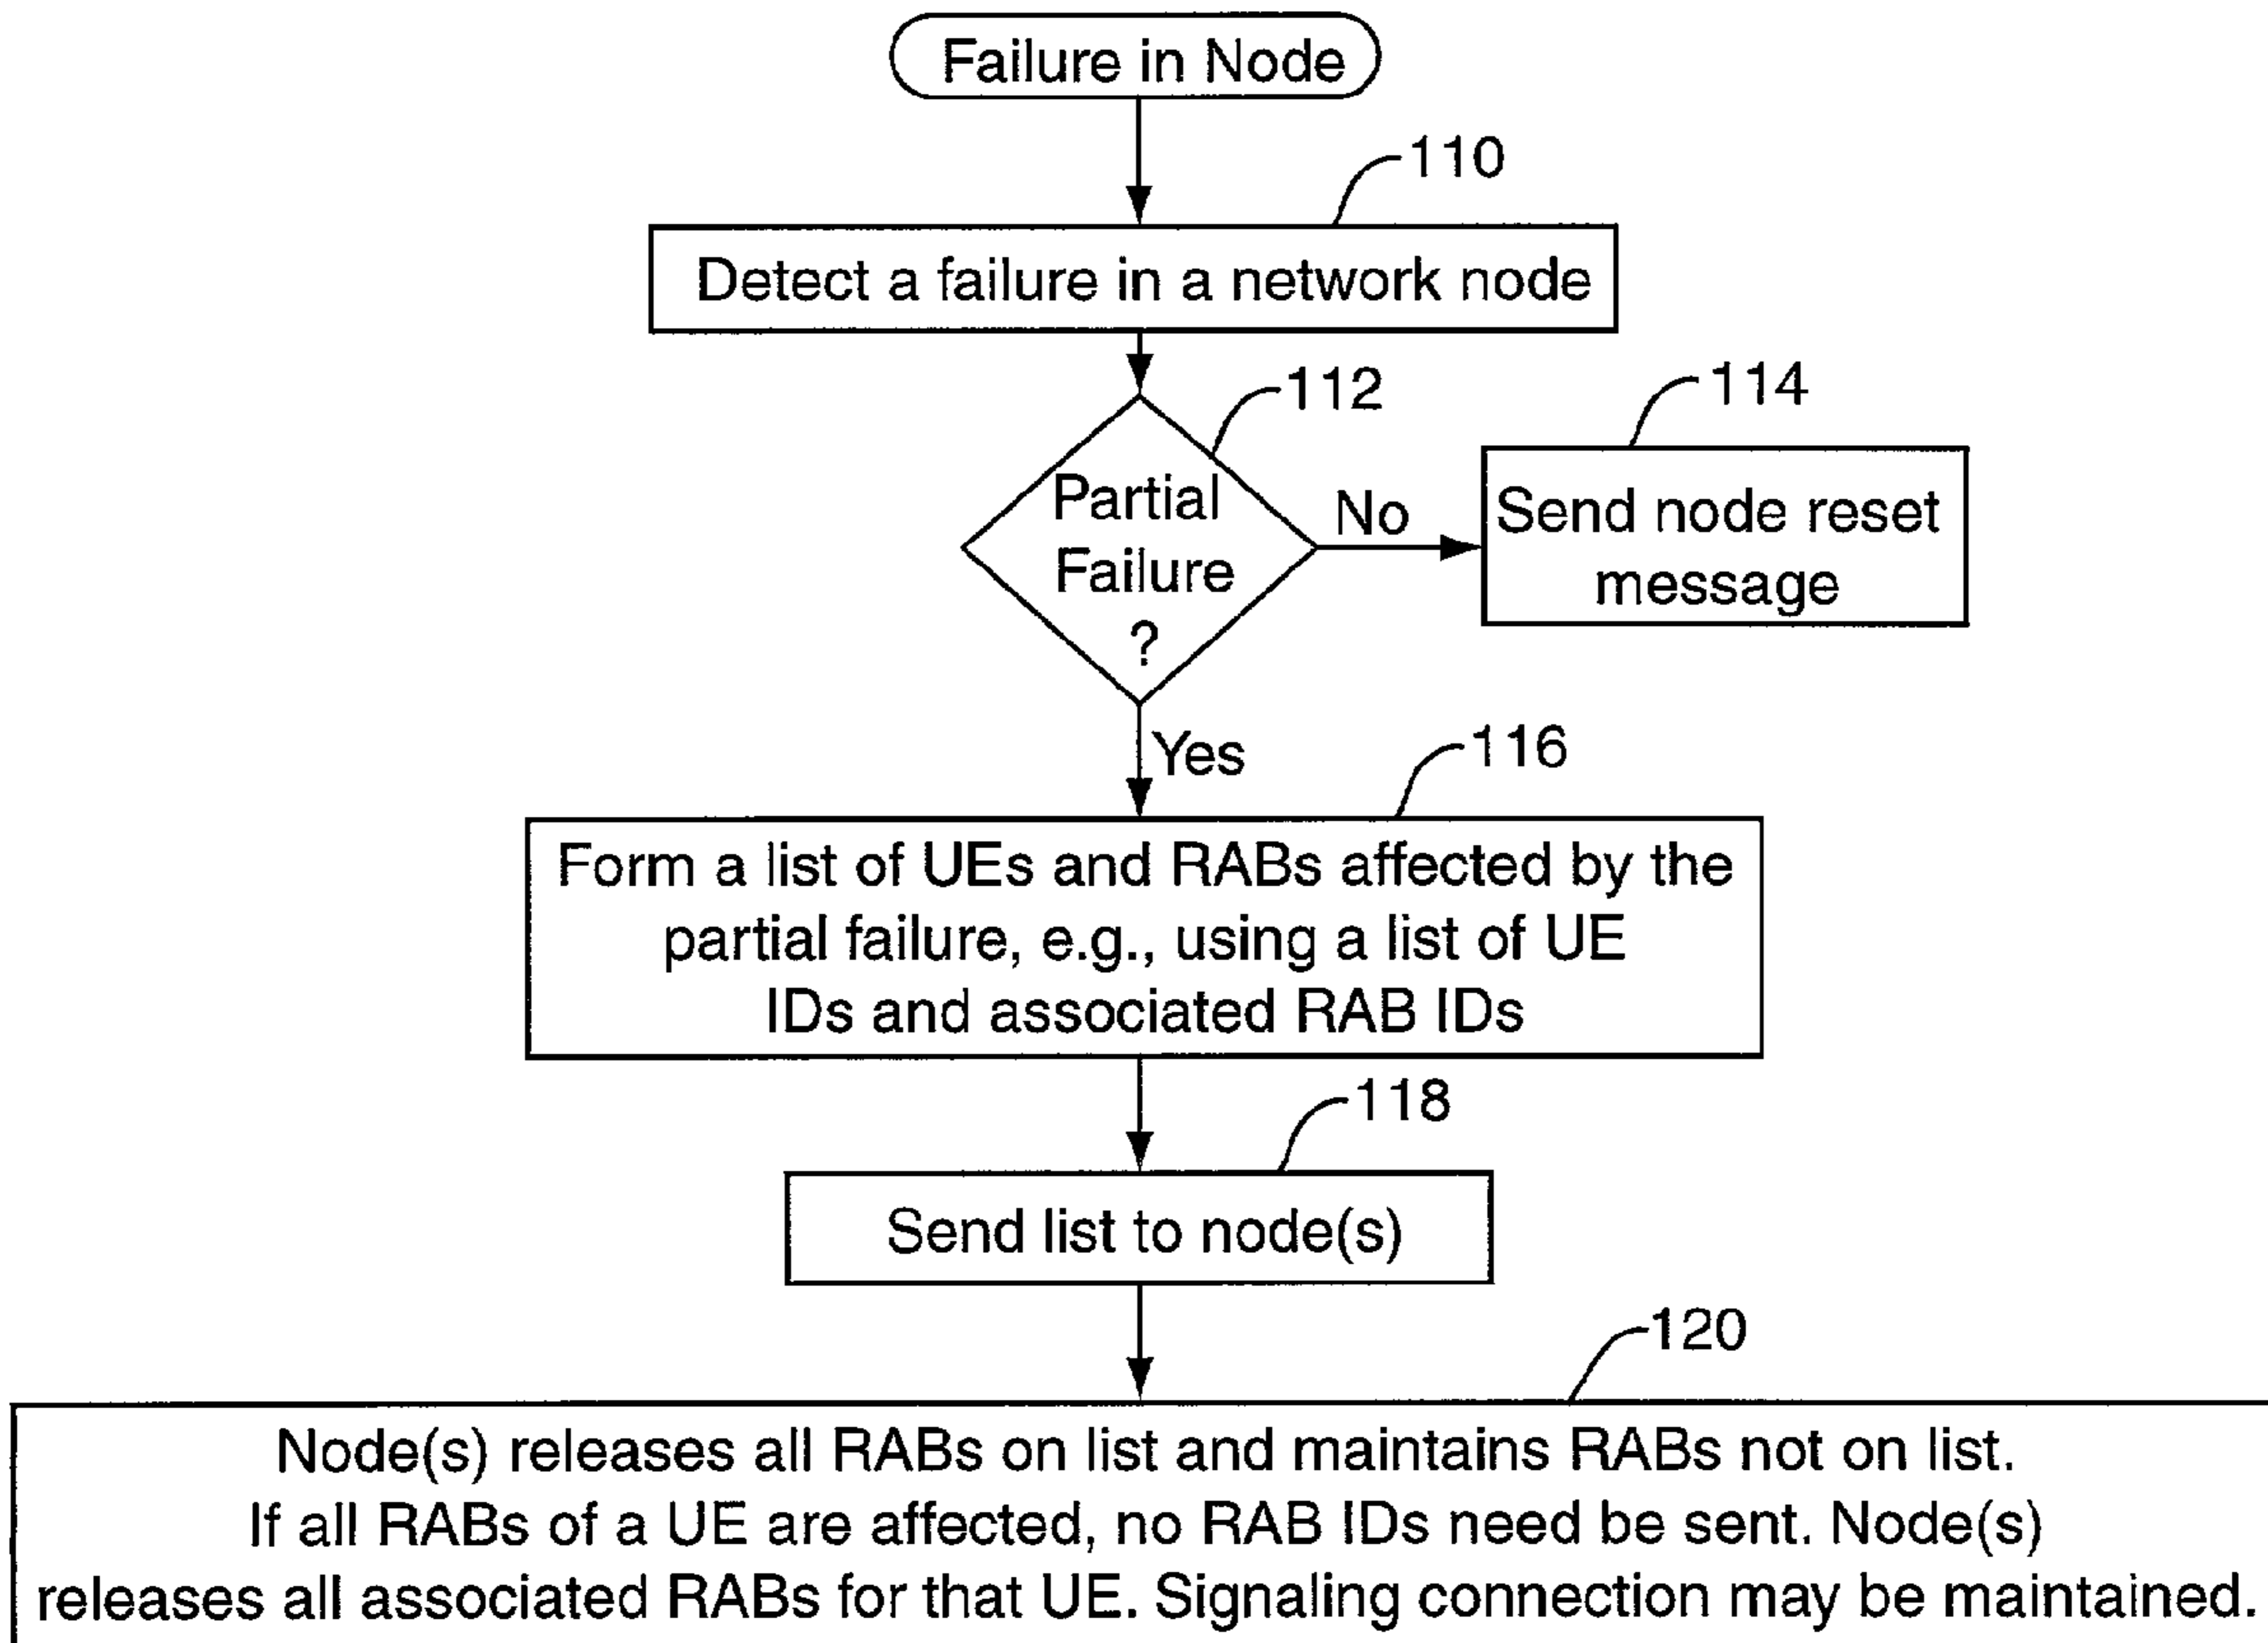 Failure in Node
110
Detect a failure in a network node
112
114
Partial
Failure
?
No
Send node reset
message
Yes
116
Form a list of UEs and RABs affected by the
partial failure, e.g., using a list of UE
IDs and associated RAB IDs
118
Send list to node(s)
120
Node(s) releases all RABs on list and maintains RABs not on list.
If all RABs of a UE are affected, no RAB IDs need be sent. Node(s)
releases all associated RABs for that UE. Signaling connection may be maintained.